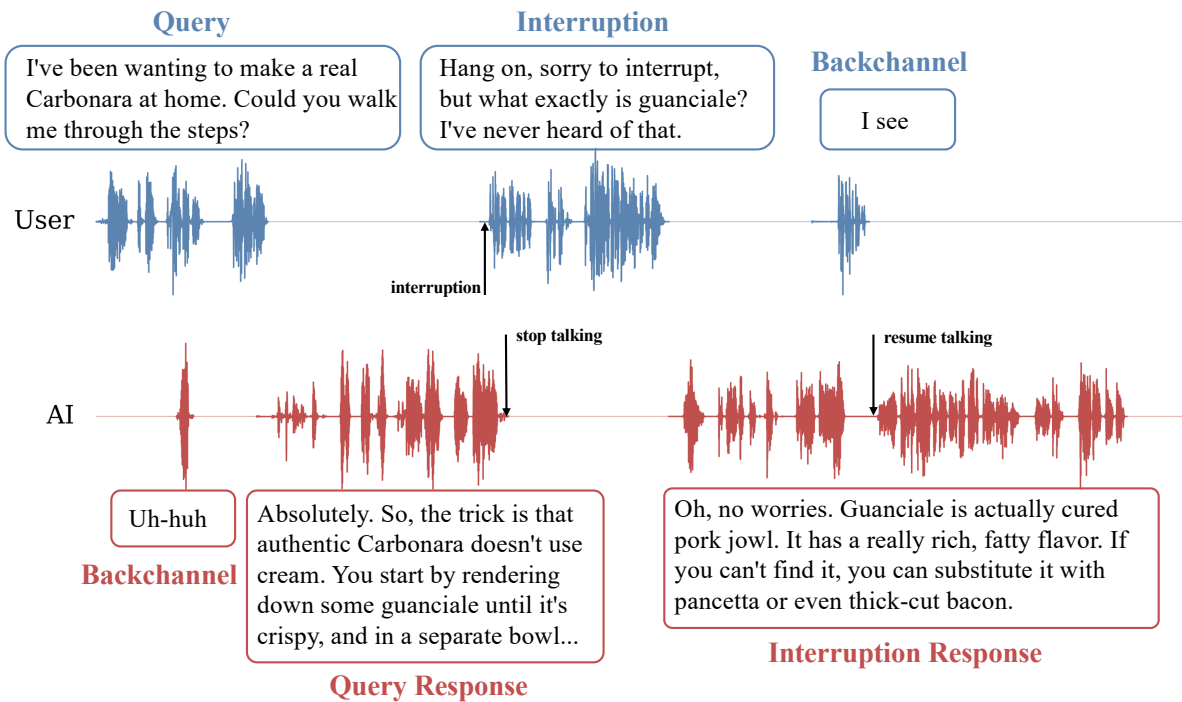 Query
I've been wanting to make a real
Carbonara at home. Could you walk
me through the steps?
Interruption
Hang on, sorry to interrupt,
but what exactly is guanciale?
I've never heard of that.
Backchannel
I see
User
interruption
stop talking
resume talking
AI
Uh-huh
Backchannel
Absolutely. So, the trick is that
authentic Carbonara doesn't use
cream. You start by rendering
down some guanciale until it's
crispy, and in a separate bowl...
Query Response
Oh, no worries. Guanciale is actually cured
pork jowl. It has a really rich, fatty flavor. If
you can't find it, you can substitute it with
pancetta or even thick-cut bacon.
Interruption Response